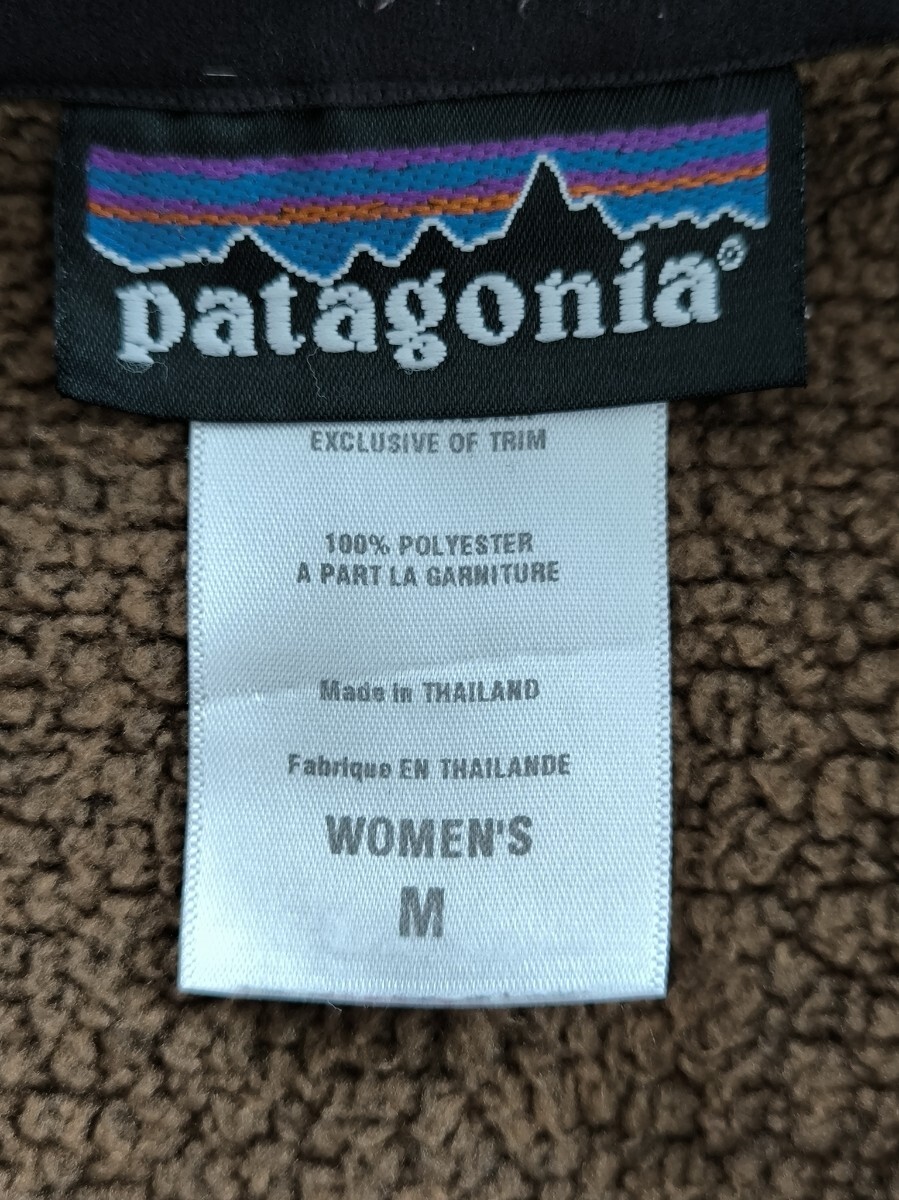 patagonia®
EXCLUSIVE OF TRIM
100% POLYESTER
A PART LA GARNITURE
Made in THAILAND
Fabrique EN THAILANDE
WOMEN'S
M